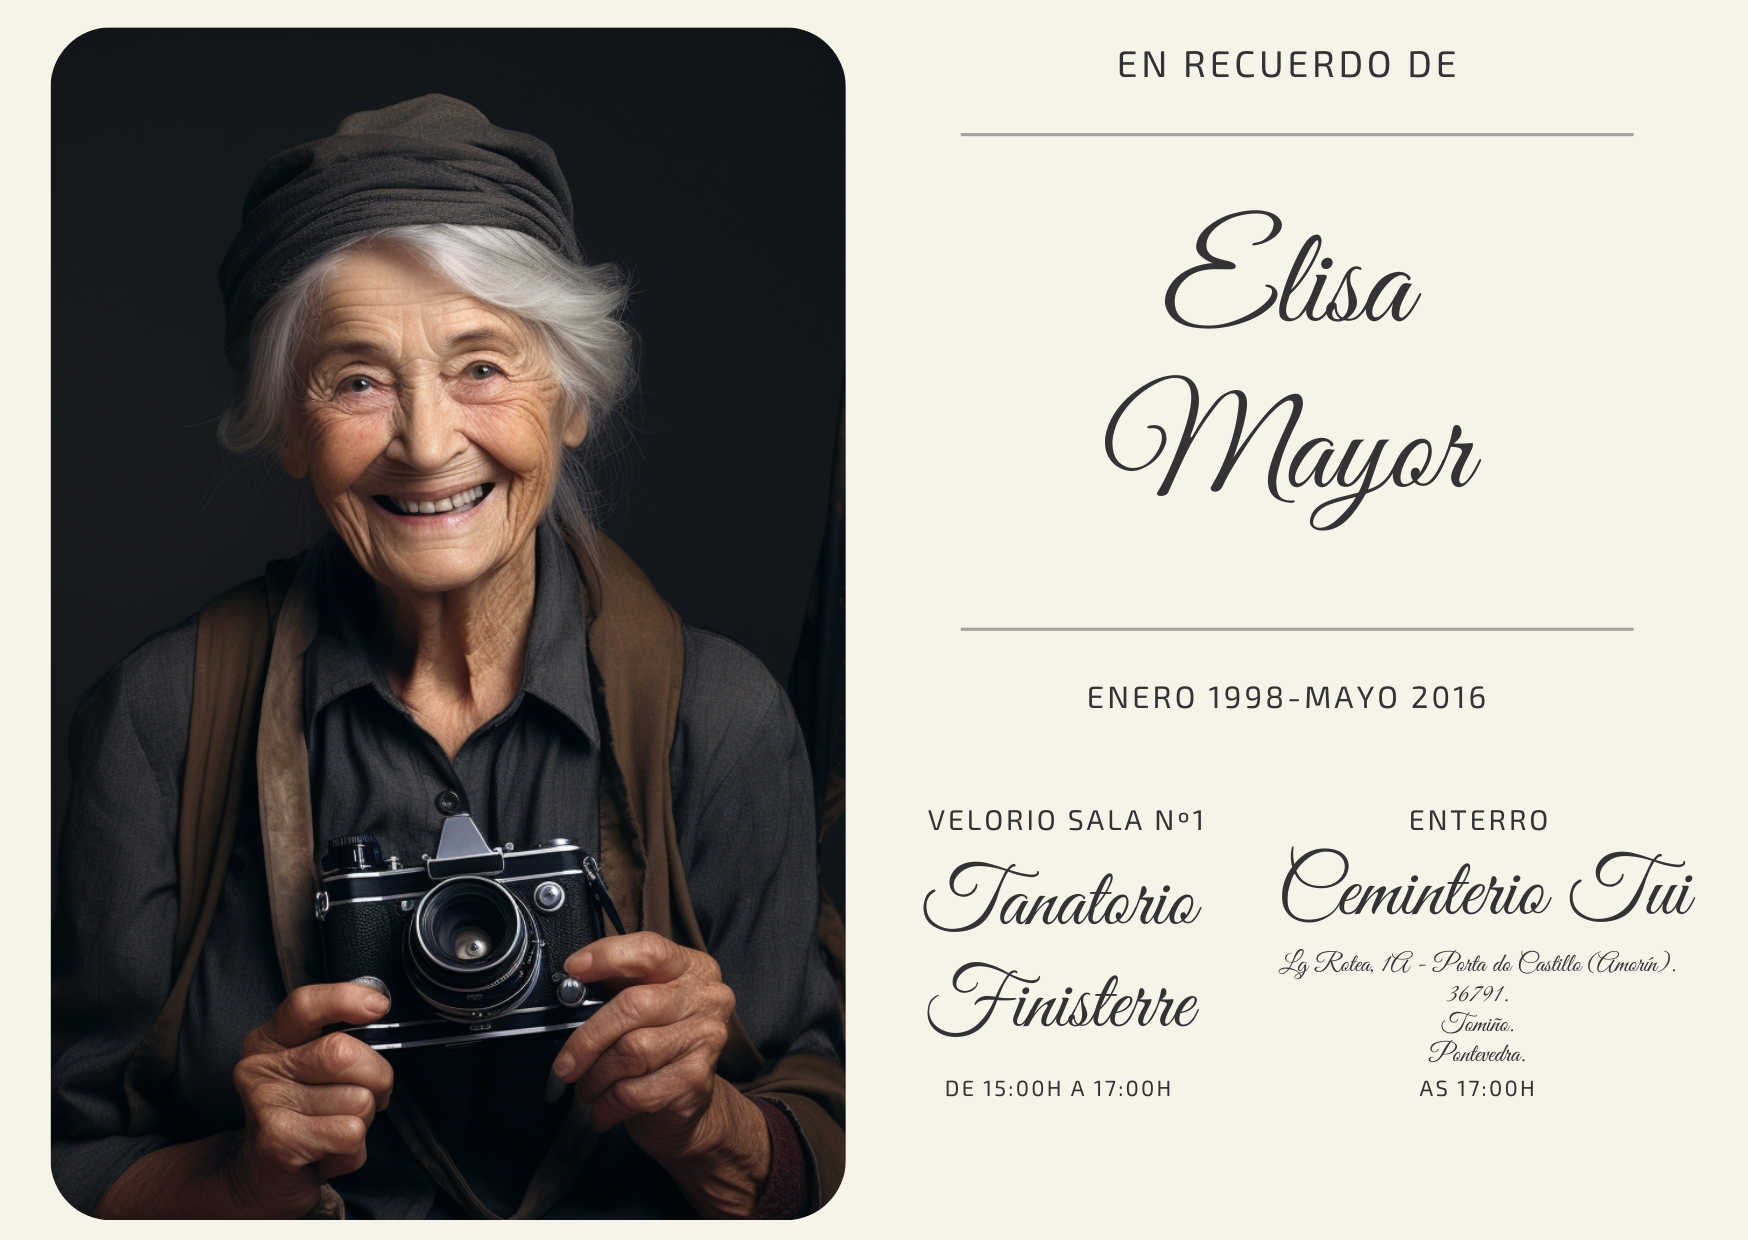 EN RECUERDO DE
Elisa
Mayor
ENERO 1998-MAYO 2016
VELORIO SALA Nº1
Tanatorio
Finisterre
DE 15:00H A 17:00H
ENTERRO
Ceminterio Tui
Lg Rotea, 1A - Porta do Castillo (Amorín).
36791.
Tomiño.
Pontevedra.
AS 17:00H